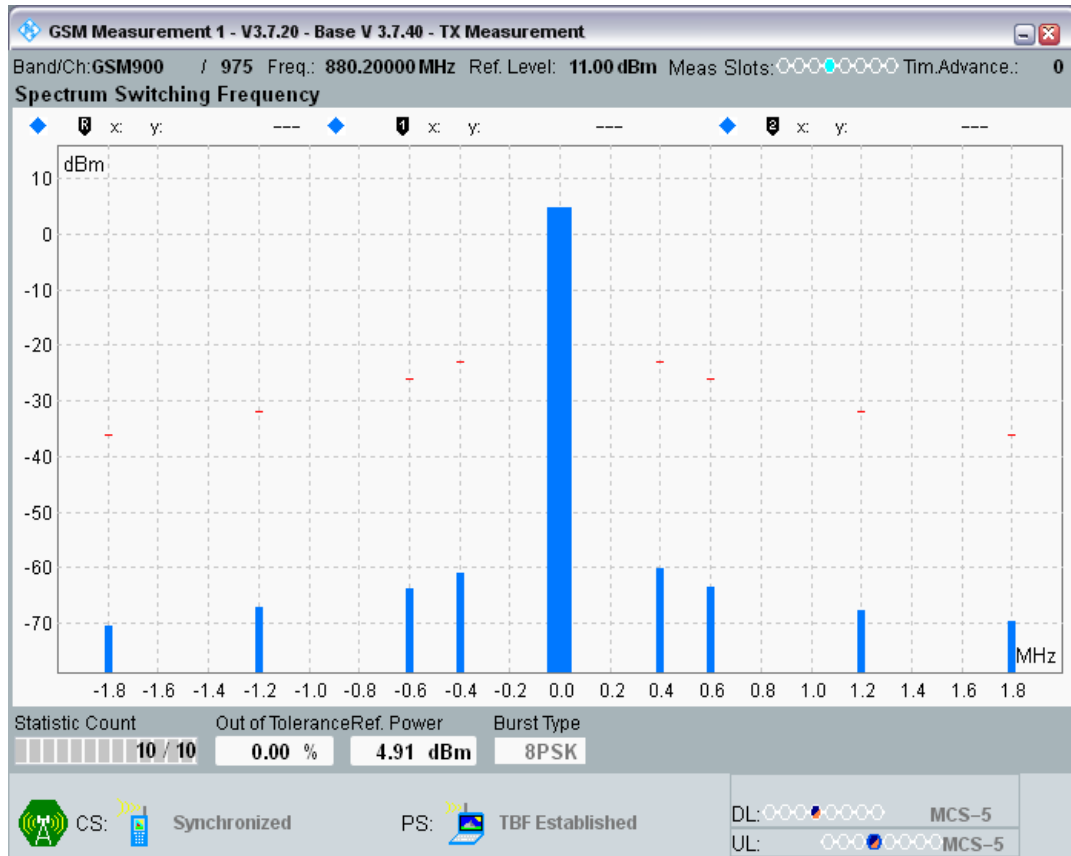 GSM Measurement 1 - V3.7.20 - Base V 3.7.40 - TX Measurement
Band/Ch:GSM900 / 975 Freq.: 880.20000 MHz Ref. Level: 11.00 dBm Meas Slots: Tim.Advance.: 0
Spectrum Switching Frequency
R x: y: --- 1 x: y: --- 2 x: y: ---
dBm
10
0
-10
-20
-30
-40
-50
-60
-70
MHz
-1.8 -1.6 -1.4 -1.2 -1.0 -0.8 -0.6 -0.4 -0.2 0.0 0.2 0.4 0.6 0.8 1.0 1.2 1.4 1.6 1.8
Statistic Count Out of Tolerance Ref. Power Burst Type
10 / 10 0.00 % 4.91 dBm 8PSK
CS: Synchronized PS: TBF Established
DL: MCS-5
UL: MCS-5